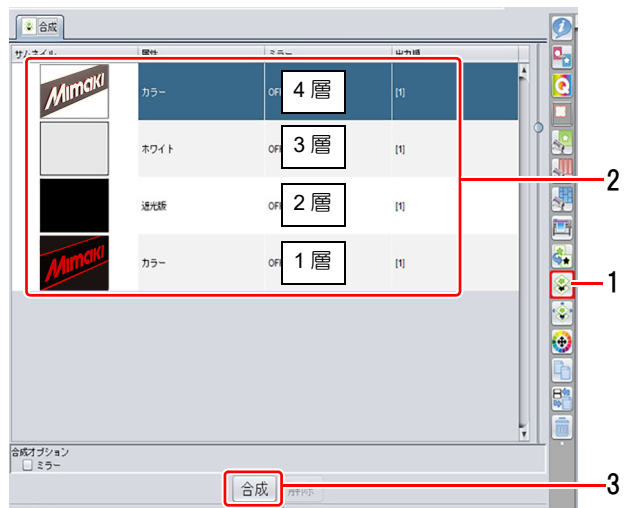 合成
サムネイル 属性 ミラー 出力順
Mimaki カラー OFF 4層 [1]
ホワイト OFF 3層 [1]
遮光版 OFF 2層 [1]
Mimaki カラー OFF 1層 [1]
2
1
合成オプション
ミラー
合成
3